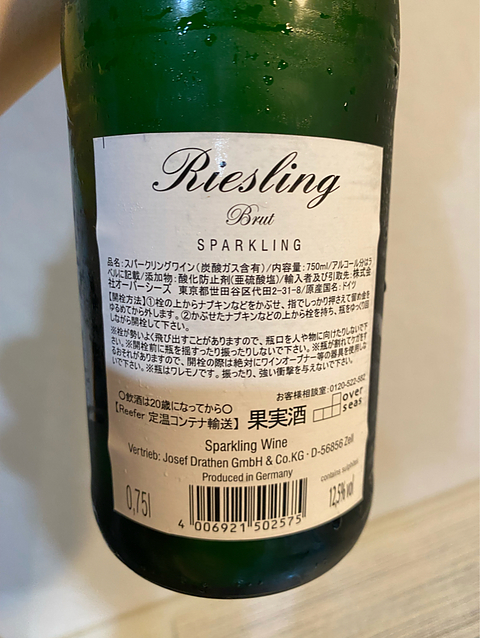 Riesling
Brut
SPARKLING
品名:スパークリングワイン(炭酸ガス含有)/内容量:750ml/アルコール分はラ
ベルに記載/添加物:酸化防止剤(亜硫酸塩)/輸入者及び引取先:株式会
社オーバーシーズ 東京都世田谷区代田2-31-8/原産国名:ドイツ
【開栓方法】①栓の上からナプキンなどをかぶせ、指でしっかり押さえて留め金を
ゆるめてから外します。②かぶせたナプキンなどの上から栓を持ち、瓶をゆっくり回
しながら開栓して下さい。
※栓が勢いよく飛び出すことがありますので、瓶口を人や物に向けたりしないで下
さい。※開栓前に瓶を揺すったり振ったりしないで下さい。※瓶が割れてケガをす
るおそれがありますので、開栓の際は絶対にワインオープナー等の器具を使用しな
いで下さい。※瓶はワレモノです。振ったり、強い衝撃を与えないで下さい。
お客様相談室:0120-522-582
〇飲酒は20歳になってから〇
【Reefer 定温コンテナ輸送】 果実酒 over seas
Sparkling Wine
Vertrieb: Josef Drathen GmbH & Co.KG · D-56856 Zell
Produced in Germany
contains sulphites
0,75l
12,5% vol
4 006921 502575